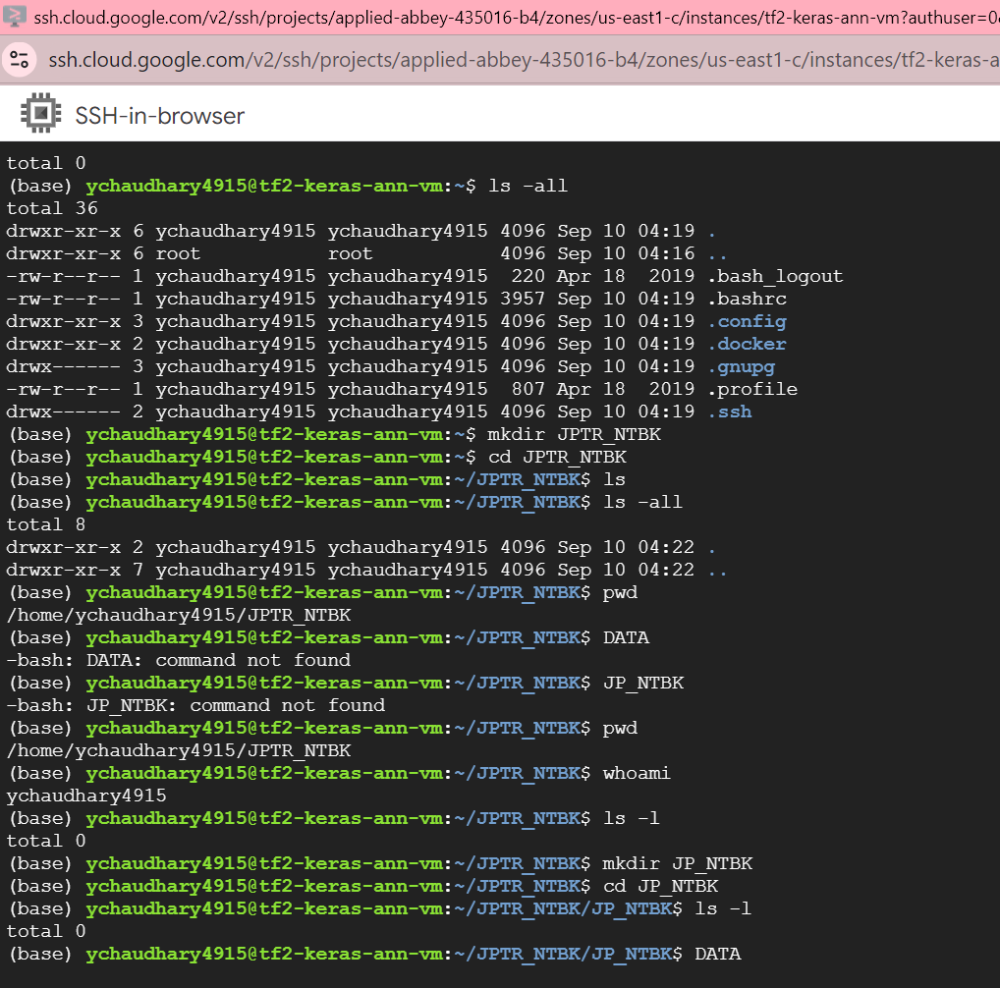 ssh.cloud.google.com/v2/ssh/projects/applied-abbey-435016-b4/zones/us-east1-c/instances/tf2-keras-ann-vm?authuser=0
ssh.cloud.google.com/v2/ssh/projects/applied-abbey-435016-b4/zones/us-east1-c/instances/tf2-keras-a
SSH-in-browser
total 0
(base) ychaudhary4915@tf2-keras-ann-vm:~$ ls -all
total 36
drwxr-xr-x 6 ychaudhary4915 ychaudhary4915 4096 Sep 10 04:19 .
drwxr-xr-x 6 root           root           4096 Sep 10 04:16 ..
-rw-r--r-- 1 ychaudhary4915 ychaudhary4915  220 Apr 18  2019 .bash_logout
-rw-r--r-- 1 ychaudhary4915 ychaudhary4915 3957 Sep 10 04:19 .bashrc
drwxr-xr-x 3 ychaudhary4915 ychaudhary4915 4096 Sep 10 04:19 .config
drwxr-xr-x 2 ychaudhary4915 ychaudhary4915 4096 Sep 10 04:19 .docker
drwx------ 3 ychaudhary4915 ychaudhary4915 4096 Sep 10 04:19 .gnupg
-rw-r--r-- 1 ychaudhary4915 ychaudhary4915  807 Apr 18  2019 .profile
drwx------ 2 ychaudhary4915 ychaudhary4915 4096 Sep 10 04:19 .ssh
(base) ychaudhary4915@tf2-keras-ann-vm:~$ mkdir JPTR_NTBK
(base) ychaudhary4915@tf2-keras-ann-vm:~$ cd JPTR_NTBK
(base) ychaudhary4915@tf2-keras-ann-vm:~/JPTR_NTBK$ ls
(base) ychaudhary4915@tf2-keras-ann-vm:~/JPTR_NTBK$ ls -all
total 8
drwxr-xr-x 2 ychaudhary4915 ychaudhary4915 4096 Sep 10 04:22 .
drwxr-xr-x 7 ychaudhary4915 ychaudhary4915 4096 Sep 10 04:22 ..
(base) ychaudhary4915@tf2-keras-ann-vm:~/JPTR_NTBK$ pwd
/home/ychaudhary4915/JPTR_NTBK
(base) ychaudhary4915@tf2-keras-ann-vm:~/JPTR_NTBK$ DATA
-bash: DATA: command not found
(base) ychaudhary4915@tf2-keras-ann-vm:~/JPTR_NTBK$ JP_NTBK
-bash: JP_NTBK: command not found
(base) ychaudhary4915@tf2-keras-ann-vm:~/JPTR_NTBK$ pwd
/home/ychaudhary4915/JPTR_NTBK
(base) ychaudhary4915@tf2-keras-ann-vm:~/JPTR_NTBK$ whoami
ychaudhary4915
(base) ychaudhary4915@tf2-keras-ann-vm:~/JPTR_NTBK$ ls -l
total 0
(base) ychaudhary4915@tf2-keras-ann-vm:~/JPTR_NTBK$ mkdir JP_NTBK
(base) ychaudhary4915@tf2-keras-ann-vm:~/JPTR_NTBK$ cd JP_NTBK
(base) ychaudhary4915@tf2-keras-ann-vm:~/JPTR_NTBK/JP_NTBK$ ls -l
total 0
(base) ychaudhary4915@tf2-keras-ann-vm:~/JPTR_NTBK/JP_NTBK$ DATA